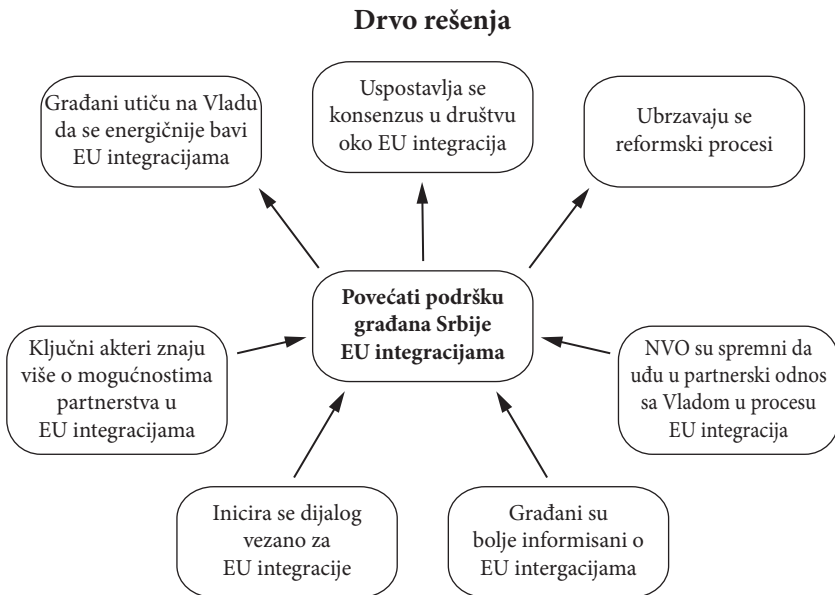 Drvo rešenja
Građani utiču na Vladu
da se energičnije bavi
EU integracijama
Uspostavlja se
konsenzus u društvu
oko EU integracija
Ubrzavaju se
reformski procesi
Povećati podršku
građana Srbije
EU integracijama
Ključni akteri znaju
više o mogućnostima
partnerstva u
EU integracijama
NVO su spremni da
uđu u partnerski odnos
sa Vladom u procesu
EU integracija
Inicira se dijalog
vezano za
EU integracije
Građani su
bolje informisani o
EU intergacijama